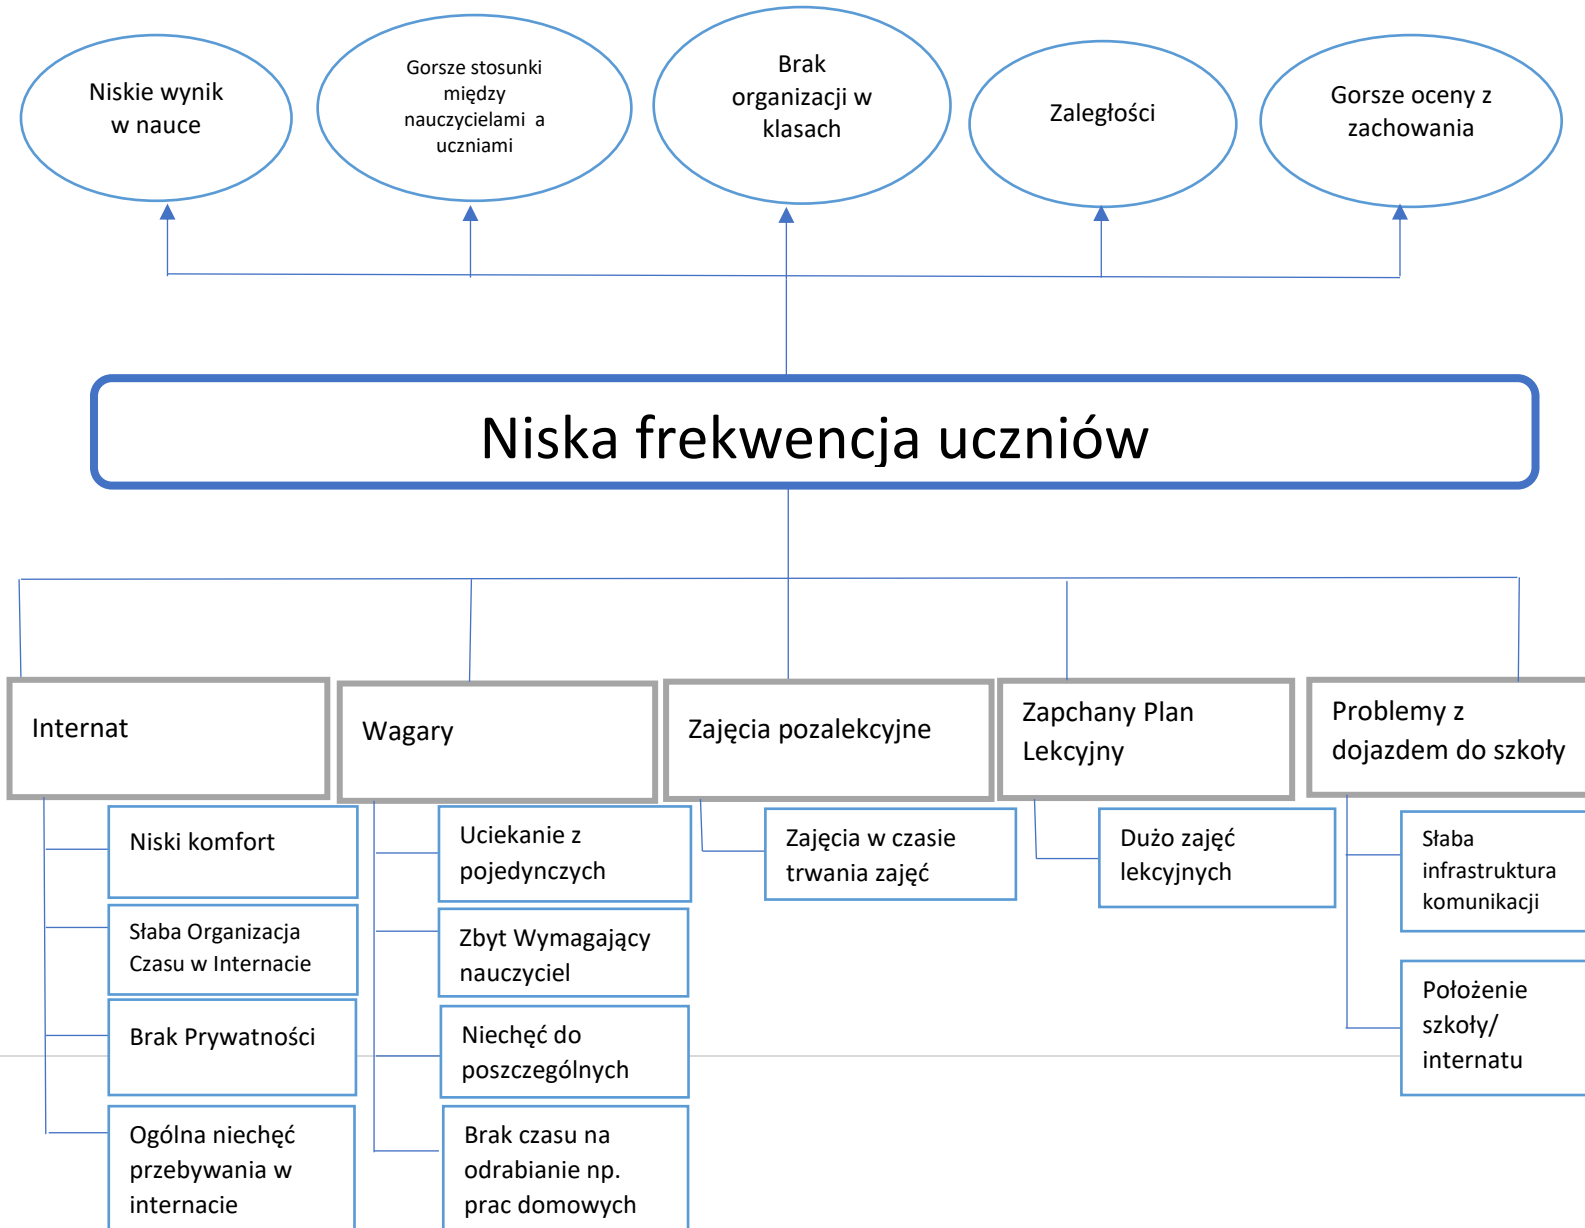 Niskie wynik
w nauce
Gorsze stosunki
między
nauczycielami a
uczniami
Brak
organizacji w
klasach
Zaległości
Gorsze oceny z
zachowania
Niska frekwencja uczniów
Internat
Wagary
Zajęcia pozalekcyjne
Zapchany Plan
Lekcyjny
Problemy z
dojazdem do szkoły
Niski komfort
Słaba Organizacja
Czasu w Internacie
Brak Prywatności
Ogólna niechęć
przebywania w
internacie
Uciekanie z
pojedynczych
Zbyt Wymagający
nauczyciel
Niechęć do
poszczególnych
Brak czasu na
odrabianie np.
prac domowych
Zajęcia w czasie
trwania zajęć
Dużo zajęć
lekcyjnych
Słaba
infrastruktura
komunikacji
Położenie
szkoły/
internatu